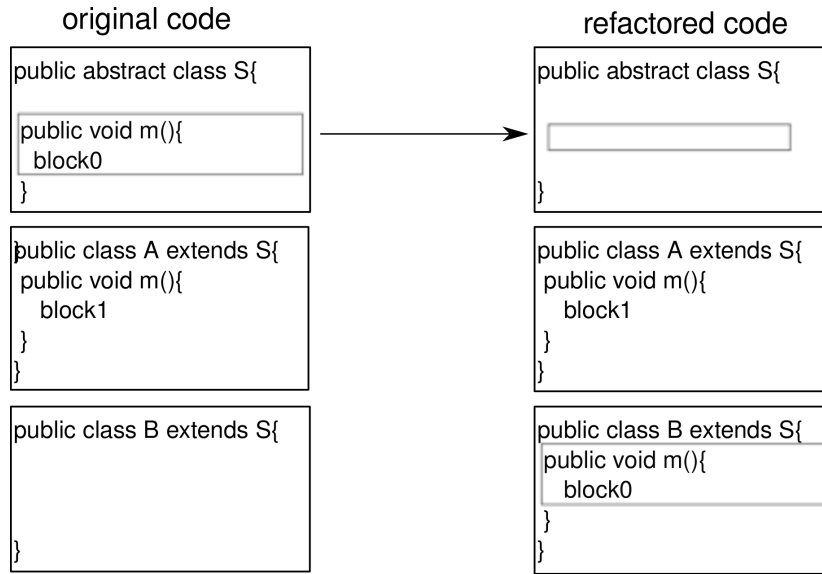 original code
public abstract class S{
public void m(){
block0
}
}
public class A extends S{
public void m(){
block1
}
}
public class B extends S{
}
refactored code
public abstract class S{
}
public class A extends S{
public void m(){
block1
}
}
public class B extends S{
public void m(){
block0
}
}